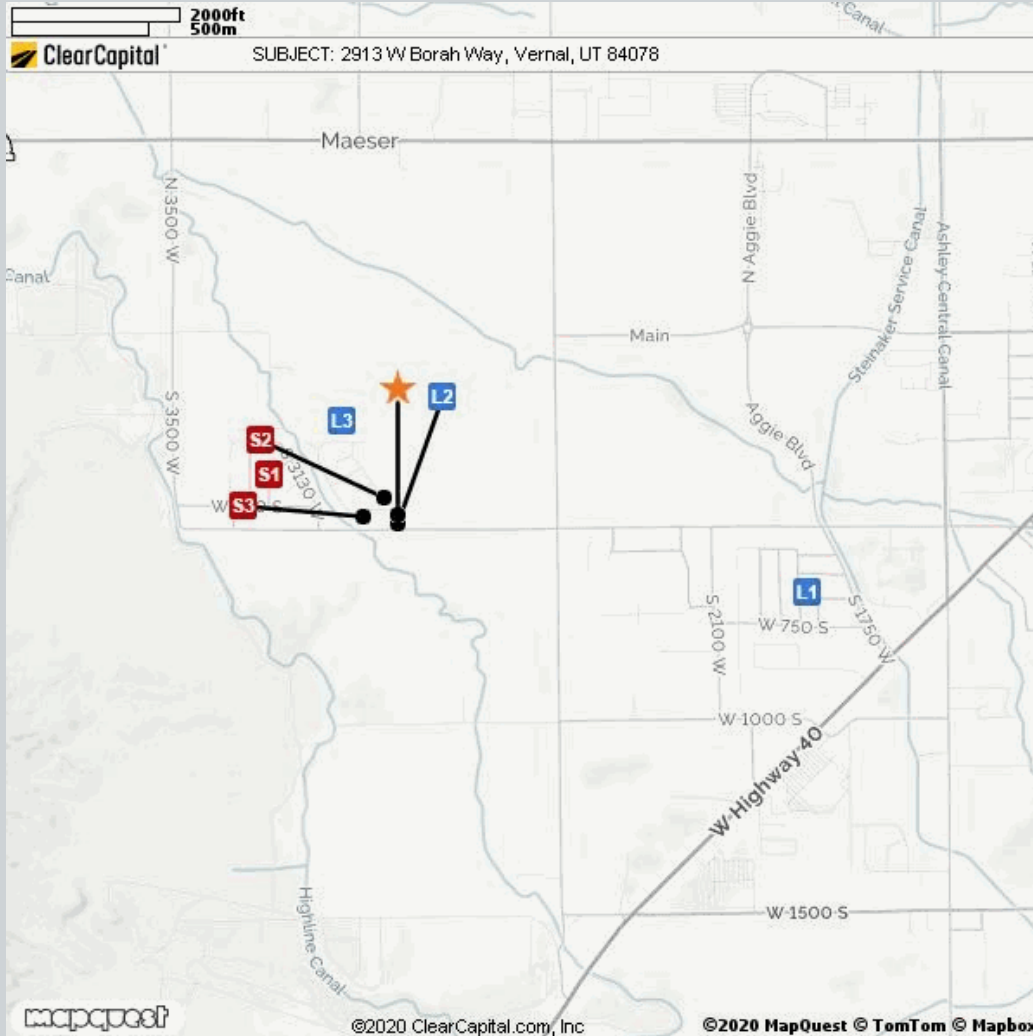 2000ft
500m
Canal
ClearCapital
SUBJECT: 2913 W Borah Way, Vernal, UT 84078
Maeser
N 3500 W
N Aggie Blvd
Steinaker Service Canal
Ashley Central Canal
Canal
Main
L2
L3
S 3500 W
Aggie Blvd
S2
S1
S 3130 W
S3
L1
S 2100 W
S 1750 W
W 750 S
W 1000 S
W Highway 40
W 1500 S
Highline Canal
mapquest
©2020 ClearCapital.com, Inc
©2020 MapQuest © TomTom © Mapbo